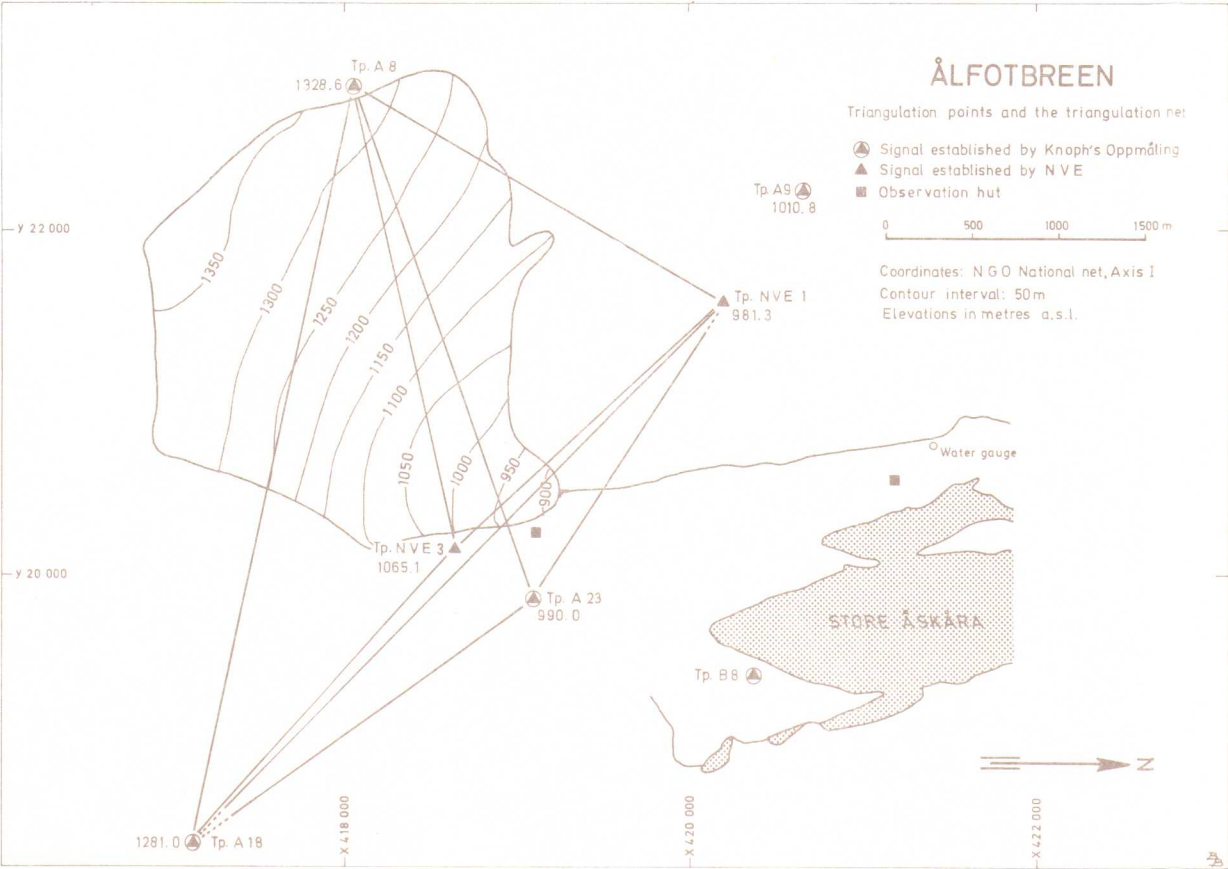 ÅLFOTBREEN
Triangulation points and the triangulation net
Signal established by Knoph's Oppmåling
Signal established by NVE
Observation hut
0 500 1000 1500 m
Coordinates: NGO National net, Axis I
Contour interval: 50m
Elevations in metres a.s.l.
Tp. A 8
1328.6
Tp. A9
1010.8
Y 22 000
1350
1300
1250
1200
1150
1100
1050
1000
950
900
Tp. NVE 1
981.3
Water gauge
Tp. NVE 3
1065.1
Y 20 000
Tp. A 23
990.0
STORE ÅSKÅRA
Tp. B8
N
1281.0
Tp. A 18
X 418 000
X 420 000
X 422 000